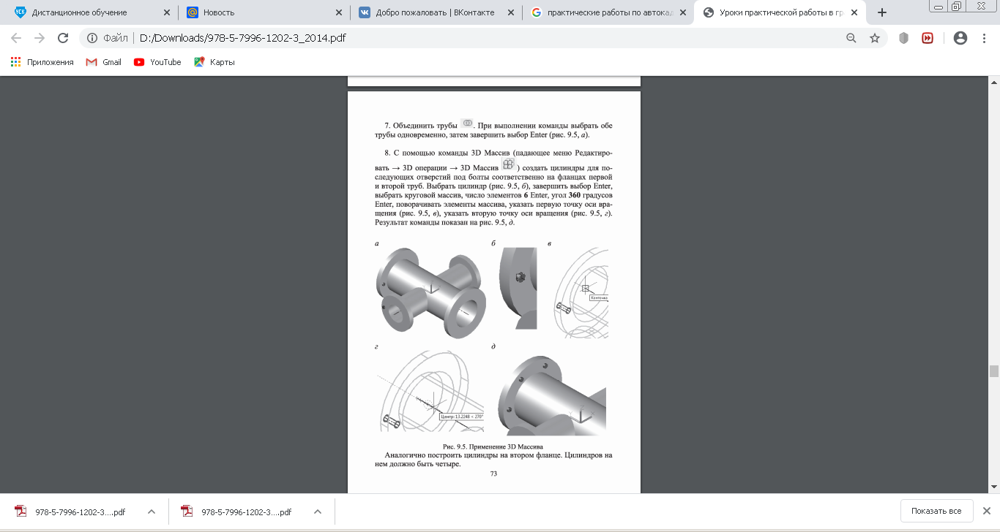 Дистанционное обучение
Новость
Добро пожаловать | ВКонтакте
практические работы по автокад
Уроки практической работы в гр
Файл | D:/Downloads/978-5-7996-1202-3_2014.pdf
Приложения
Gmail
YouTube
Карты
7. Объединить трубы . При выполнении команды выбрать обе
трубы одновременно, затем завершить выбор Enter (рис. 9.5, а).
8. С помощью команды 3D Массив (падающее меню Редактиро-
вать → 3D операции → 3D Массив ) создать цилиндры для по-
следующих отверстий под болты соответственно на фланцах первой
и второй труб. Выбрать цилиндр (рис. 9.5, б), завершить выбор Enter,
выбрать круговой массив, число элементов 6 Enter, угол 360 градусов
Enter, поворачивать элементы массива, указать первую точку оси вра-
щения (рис. 9.5, в), указать вторую точку оси вращения (рис. 9.5, г).
Результат команды показан на рис. 9.5, д.
а
б
в
Конточка
г
д
Центр: 13.2248 < 270°
Рис. 9.5. Применение 3D Массива
Аналогично построить цилиндры на втором фланце. Цилиндров на
нем должно быть четыре.
73
978-5-7996-1202-3....pdf
978-5-7996-1202-3....pdf
Показать все